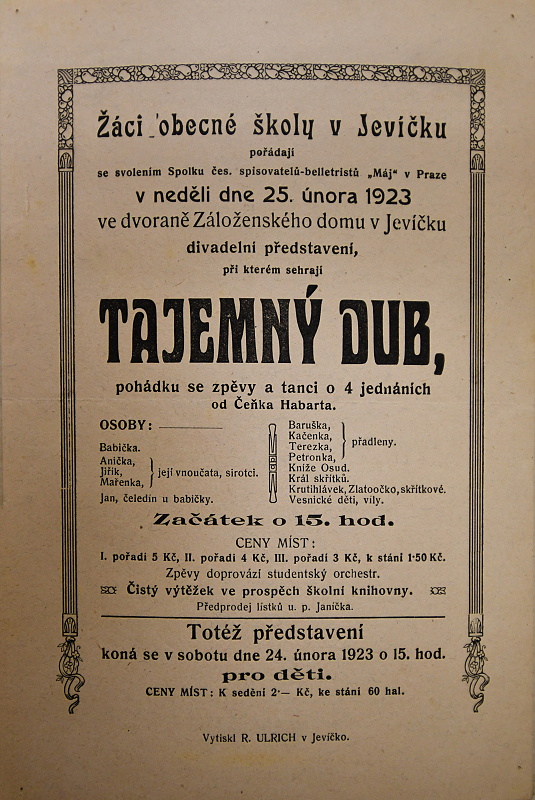 Žáci obecné školy v Jevíčku
pořádají
se svolením Spolku čes. spisovatelů-belletristů „Máj“ v Praze
v neděli dne 25. února 1923
ve dvoraně Záloženského domu v Jevíčku
divadelní představení,
při kterém sehrají
TAJEMNÝ DUB,
pohádku se zpěvy a tanci o 4 jednáních
od Čeňka Habarta.
OSOBY:
Babička.
Anička,
Jiřik,
Mařenka,
její vnoučata, sirotci.
Jan, čeledín u babičky.
Baruška,
Kačenka,
Terezka,
Petronka,
přadleny.
Kníže Osud.
Král skřítků.
Krutihlávek, Zlatoočko, skřítkové.
Vesnické děti, víly.
Začátek o 15. hod.
CENY MÍST:
I. pořadí 5 Kč, II. pořadí 4 Kč, III. pořadí 3 Kč, k stání 1·50 Kč.
Zpěvy doprovází studentský orchestr.
Čistý výtěžek ve prospěch školní knihovny.
Předprodej lístků u p. Janíčka.
Totéž představení
koná se v sobotu dne 24. února 1923 o 15. hod.
pro děti.
CENY MÍST: K sedění 2·— Kč, ke stání 60 hal.
Vytiskl R. ULRICH v Jevíčko.